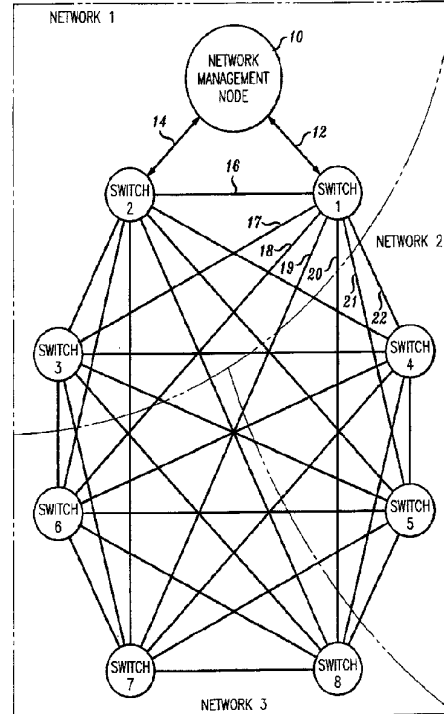 NETWORK 1
10
NETWORK
MANAGEMENT
NODE
14
12
16
SWITCH
2
SWITCH
1
17
18
19
20
NETWORK 2
21
22
SWITCH
3
SWITCH
4
SWITCH
6
SWITCH
5
SWITCH
7
SWITCH
8
NETWORK 3